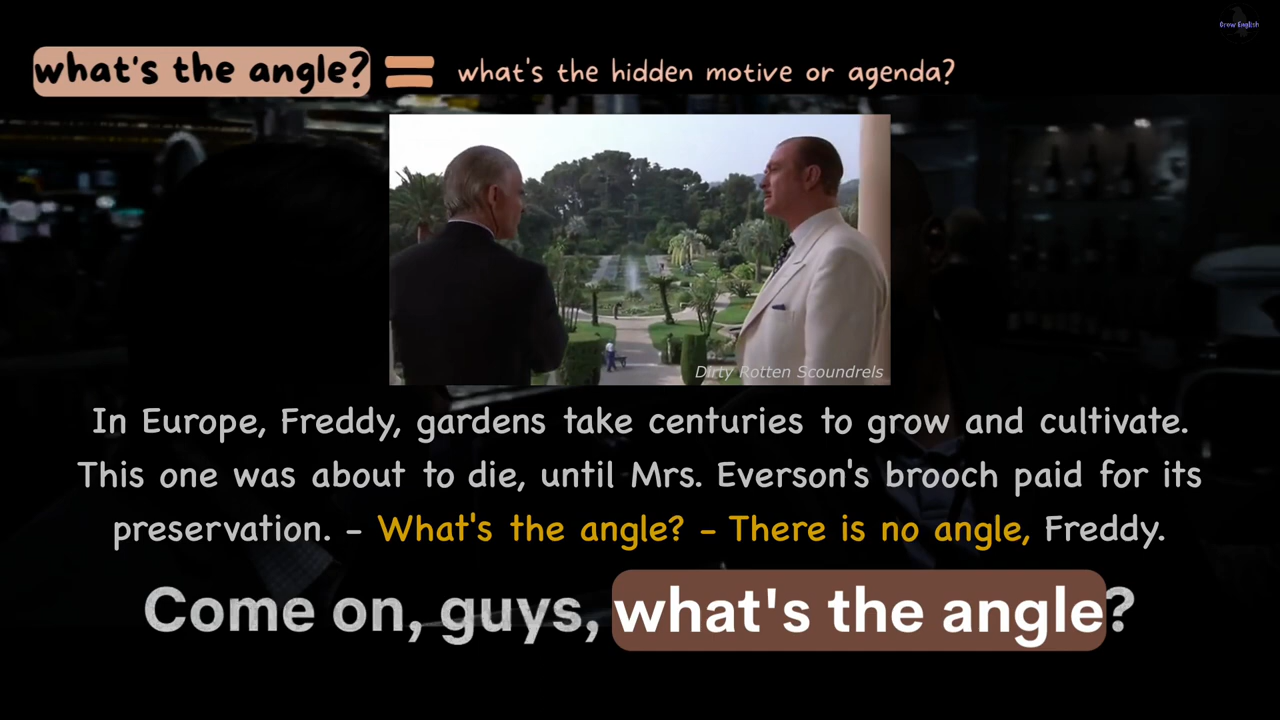 Crew English
what's the angle? = what's the hidden motive or agenda?
Dirty Rotten Scoundrels
In Europe, Freddy, gardens take centuries to grow and cultivate.
This one was about to die, until Mrs. Everson's brooch paid for its
preservation. – What's the angle? – There is no angle, Freddy.
Come on, guys, what's the angle?